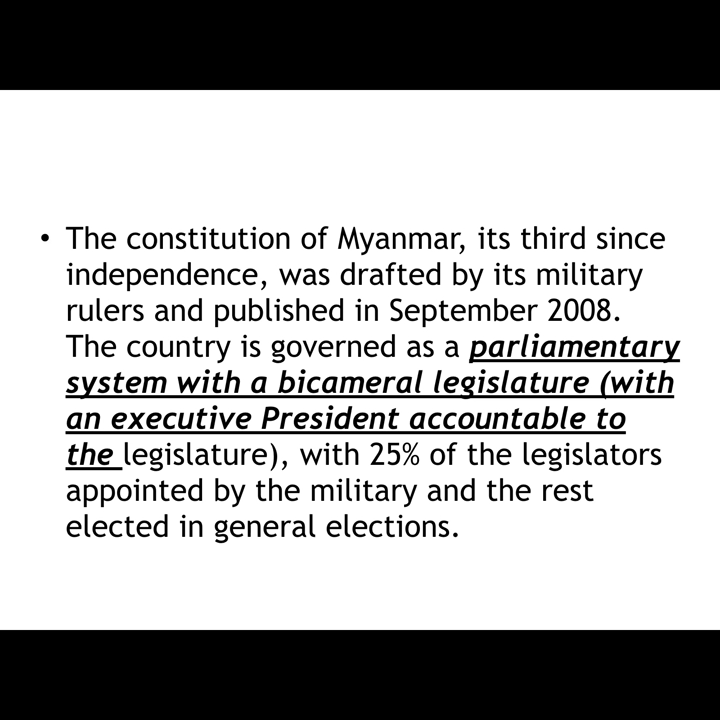 • The constitution of Myanmar, its third since
independence, was drafted by its military
rulers and published in September 2008.
The country is governed as a parliamentary
system with a bicameral legislature (with
an executive President accountable to
the legislature), with 25% of the legislators
appointed by the military and the rest
elected in general elections.